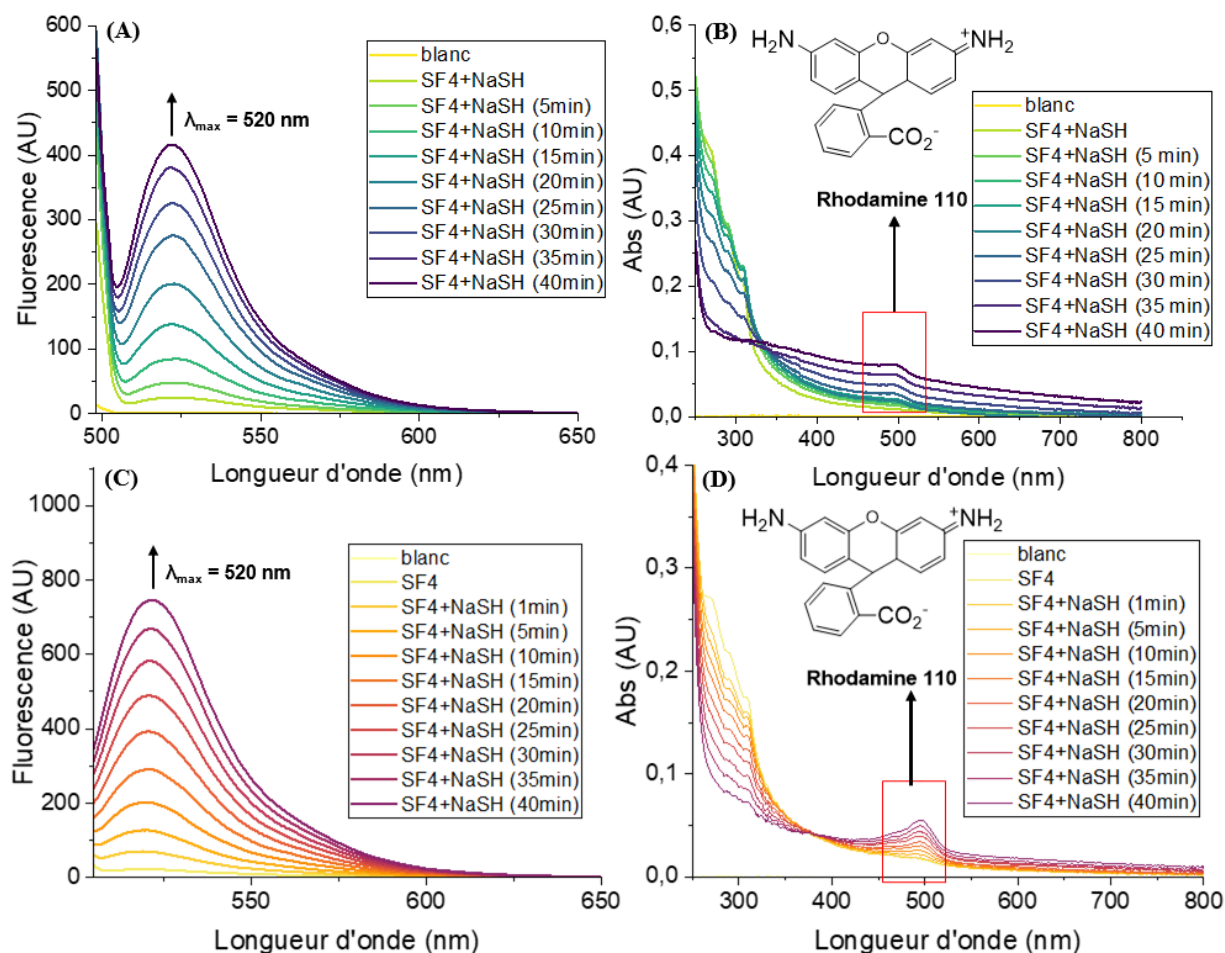 (A)
600
500
400
300
200
100
0
500
550
600
650
Fluorescence (AU)
Longueur d'onde (nm)
λmax = 520 nm
blanc
SF4+NaSH
SF4+NaSH (5min)
SF4+NaSH (10min)
SF4+NaSH (15min)
SF4+NaSH (20min)
SF4+NaSH (25min)
SF4+NaSH (30min)
SF4+NaSH (35min)
SF4+NaSH (40min)
(B)
0,6
0,5
0,4
0,3
0,2
0,1
0,0
300
400
500
600
700
800
Abs (AU)
Longueur d'onde (nm)
H2N
O
+NH2
CO2-
Rhodamine 110
blanc
SF4+NaSH
SF4+NaSH (5 min)
SF4+NaSH (10 min)
SF4+NaSH (15 min)
SF4+NaSH (20 min)
SF4+NaSH (25 min)
SF4+NaSH (30 min)
SF4+NaSH (35 min)
SF4+NaSH (40 min)
(C)
1000
800
600
400
200
0
550
600
650
Fluorescence (AU)
Longueur d'onde (nm)
λmax = 520 nm
blanc
SF4
SF4+NaSH (1min)
SF4+NaSH (5min)
SF4+NaSH (10min)
SF4+NaSH (15min)
SF4+NaSH (20min)
SF4+NaSH (25min)
SF4+NaSH (30min)
SF4+NaSH (35min)
SF4+NaSH (40min)
(D)
0,4
0,3
0,2
0,1
0,0
300
400
500
600
700
800
Abs (AU)
Longueur d'onde (nm)
H2N
O
+NH2
CO2-
Rhodamine 110
blanc
SF4
SF4+NaSH (1min)
SF4+NaSH (5min)
SF4+NaSH (10min)
SF4+NaSH (15min)
SF4+NaSH (20min)
SF4+NaSH (25min)
SF4+NaSH (30min)
SF4+NaSH (35min)
SF4+NaSH (40min)